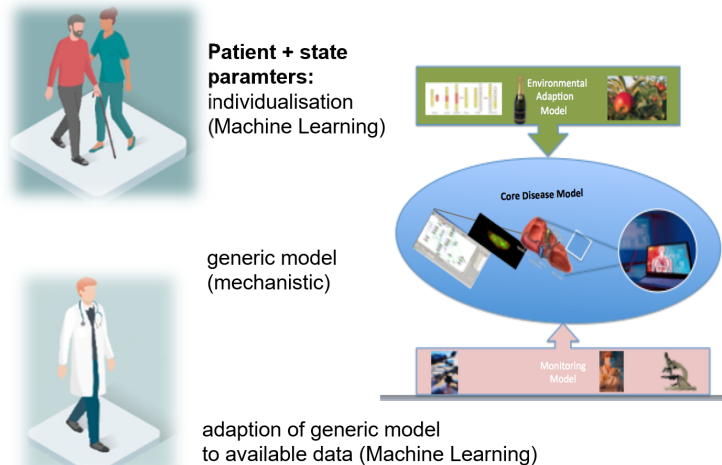 Patient + state
paramters:
individualisation
(Machine Learning)
Environmental
Adaption
Model
Core Disease Model
generic model
(mechanistic)
Monitoring
Model
adaption of generic model
to available data (Machine Learning)